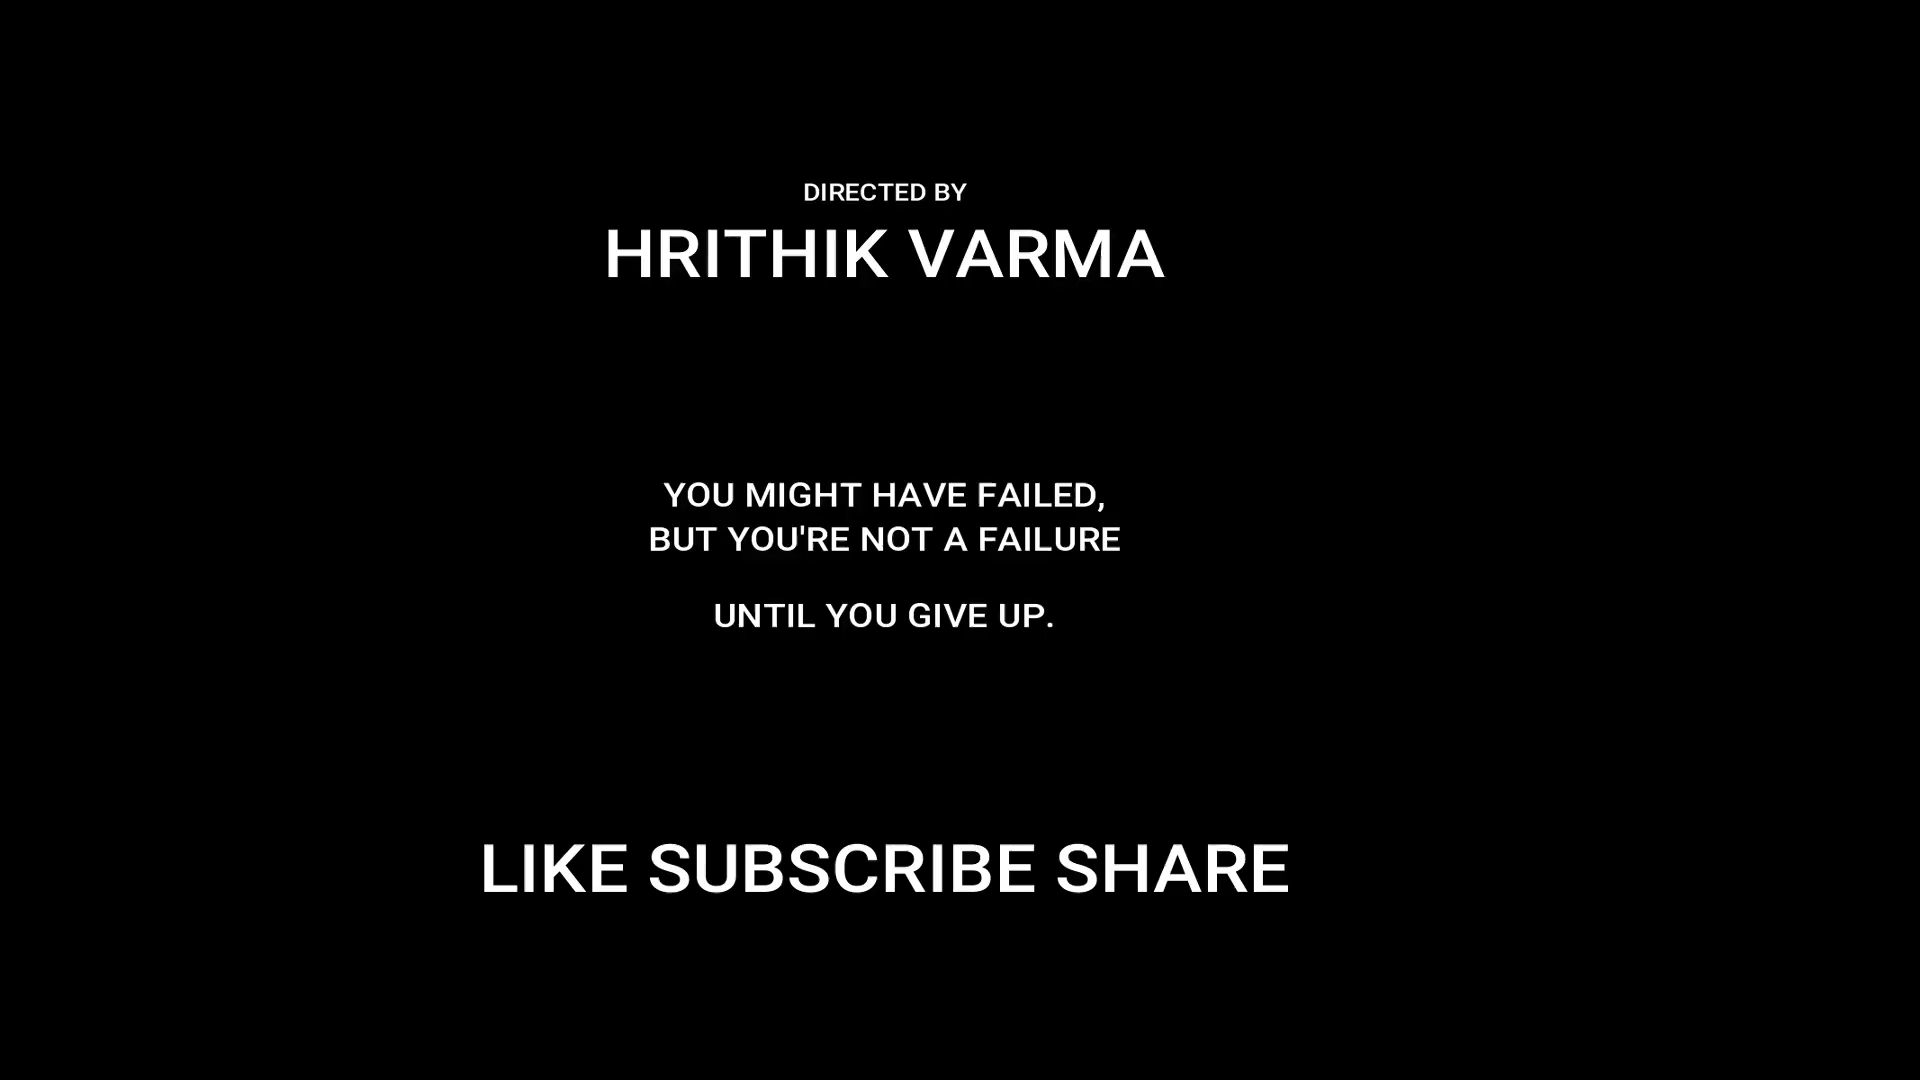 DIRECTED BY
HRITHIK VARMA
YOU MIGHT HAVE FAILED,
BUT YOU'RE NOT A FAILURE
UNTIL YOU GIVE UP.
LIKE SUBSCRIBE SHARE